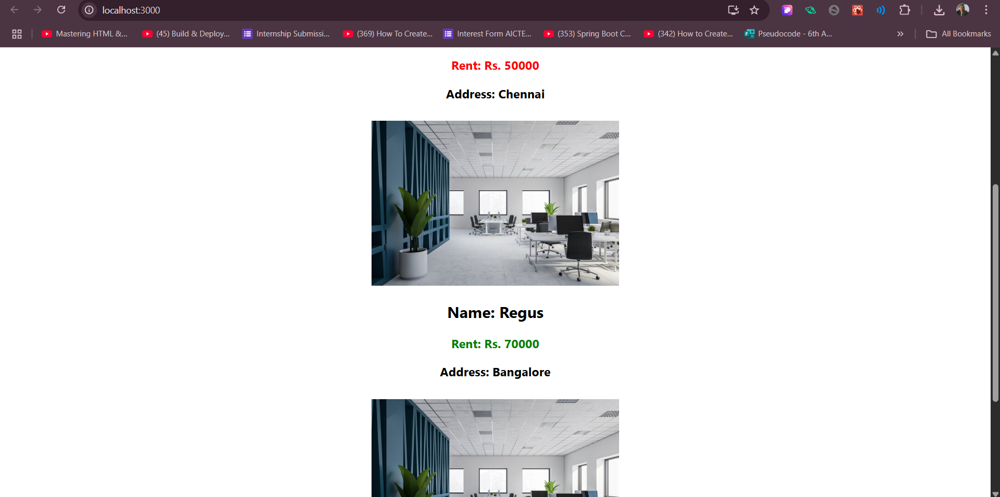 localhost:3000
Mastering HTML &...
(45) Build & Deploy...
Internship Submissi...
(369) How To Create...
Interest Form AICTE...
(353) Spring Boot C...
(342) How to Create...
Pseudocode - 6th A...
All Bookmarks
Rent: Rs. 50000
Address: Chennai
Name: Regus
Rent: Rs. 70000
Address: Bangalore